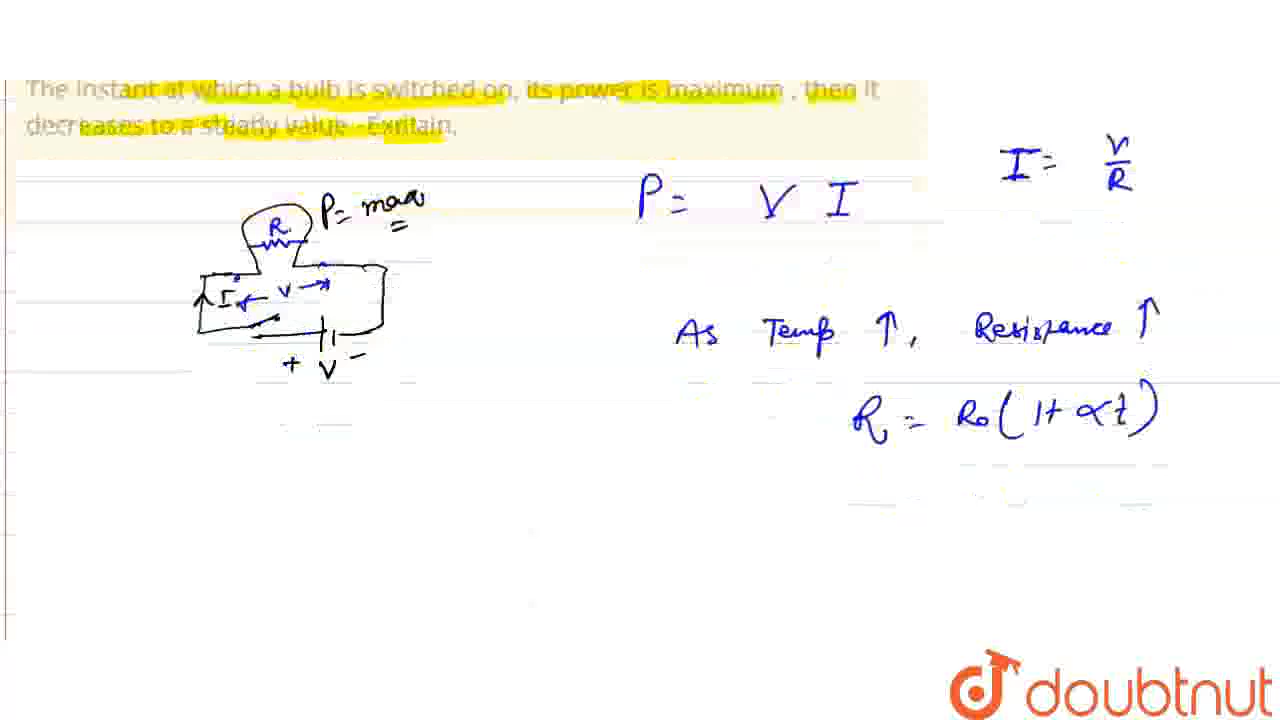 The instant at which a bulb is switched on, its power is maximum , then it
decreases to a steady value -Explain.
I = V/R
P = V I
P = max
R
I V
+ V −
As Temp ↑, Resistance ↑
R = R₀ ( 1 + αt )
doubtnut